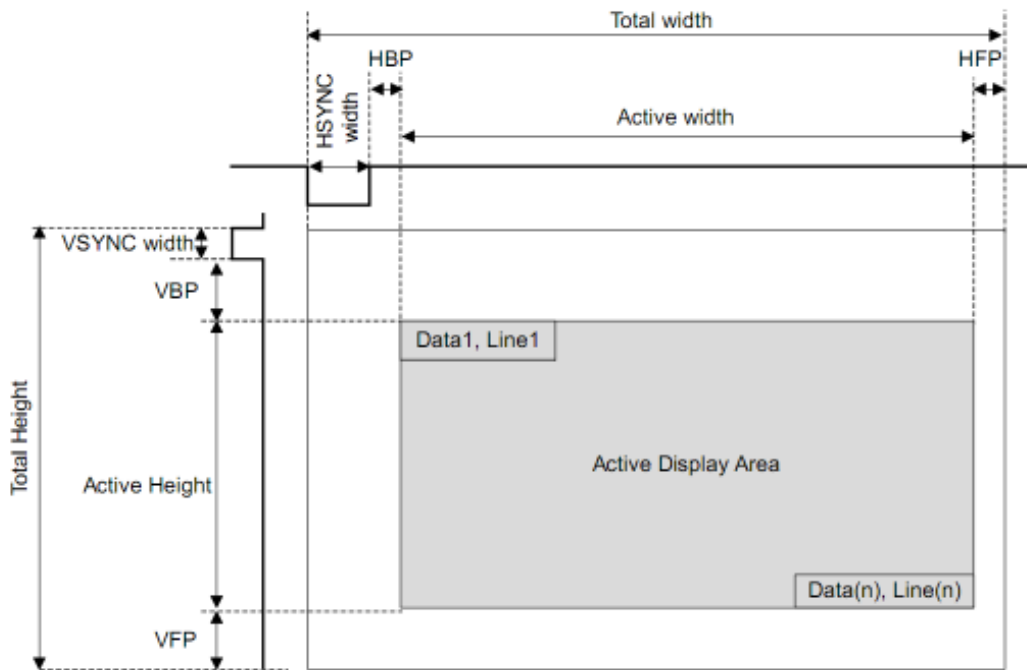 Total width
HBP
HFP
HSYNC
width
Active width
VSYNC width
VBP
Data1, Line1
Total Height
Active Display Area
Active Height
Data(n), Line(n)
VFP